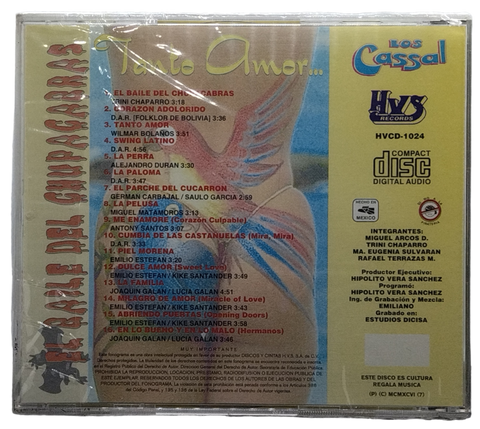 EL BAILE DEL CHUPACABRAS
Tanto Amor...
1. EL BAILE DEL CHUPACABRAS
TRINI CHAPARRO 3:18
2. CORAZON ADOLORIDO
D.A.R. (FOLKLOR DE BOLIVIA) 3:36
3. TANTO AMOR
WILMAR BOLAÑOS 3:51
4. SWING LATINO
D.A.R. 4:56
5. LA PERRA
ALEJANDRO DURAN 3:30
6. LA PALOMA
D.A.R. 3:47
7. EL PARCHE DEL CUCARRON
GERMAN CARBAJAL / SAULO GARCIA 2:59
8. LA PELUSA
MIGUEL MATAMOROS 3:13
9. ME ENAMORE (Corazón Culpable)
ANTONY SANTOS 3:07
10. CUMBIA DE LAS CASTAÑUELAS (Mira, Mira)
D.A.R. 3:33
11. PIEL MORENA
EMILIO ESTEFAN 3:20
12. DULCE AMOR (Sweet Love)
EMILIO ESTEFAN / KIKE SANTANDER 3:49
13. LA FAMILIA
JOAQUIN GALAN / LUCIA GALAN 4:51
14. MILAGRO DE AMOR (Miracle of Love)
EMILIO ESTEFAN / KIKE SANTANDER 3:49
15. ABRIENDO PUERTAS (Opening Doors)
EMILIO ESTEFAN / KIKE SANTANDER 3:58
16. EN LO BUENO Y EN LO MALO (Hermanos)
JOAQUIN GALAN / LUCIA GALAN 3:46
MUY IMPORTANTE
LOS
Cassal
HVS
RECORDS
HVCD-1024
COMPACT
disc
DIGITAL AUDIO
HECHO EN
MEXICO
INTEGRANTES:
MIGUEL ARCOS D.
TRINI CHAPARRO
MA. EUGENIA SULVARAN
RAFAEL TERRAZAS M.
Productor Ejecutivo:
HIPOLITO VERA SANCHEZ
Programó:
HIPOLITO VERA SANCHEZ
Ing. de Grabación y Mezcla:
EMILIANO
Grabado en:
ESTUDIOS DICISA
ESTE DISCO ES CULTURA
REGALA MUSICA
(P) (C) MCMXCVI (?)